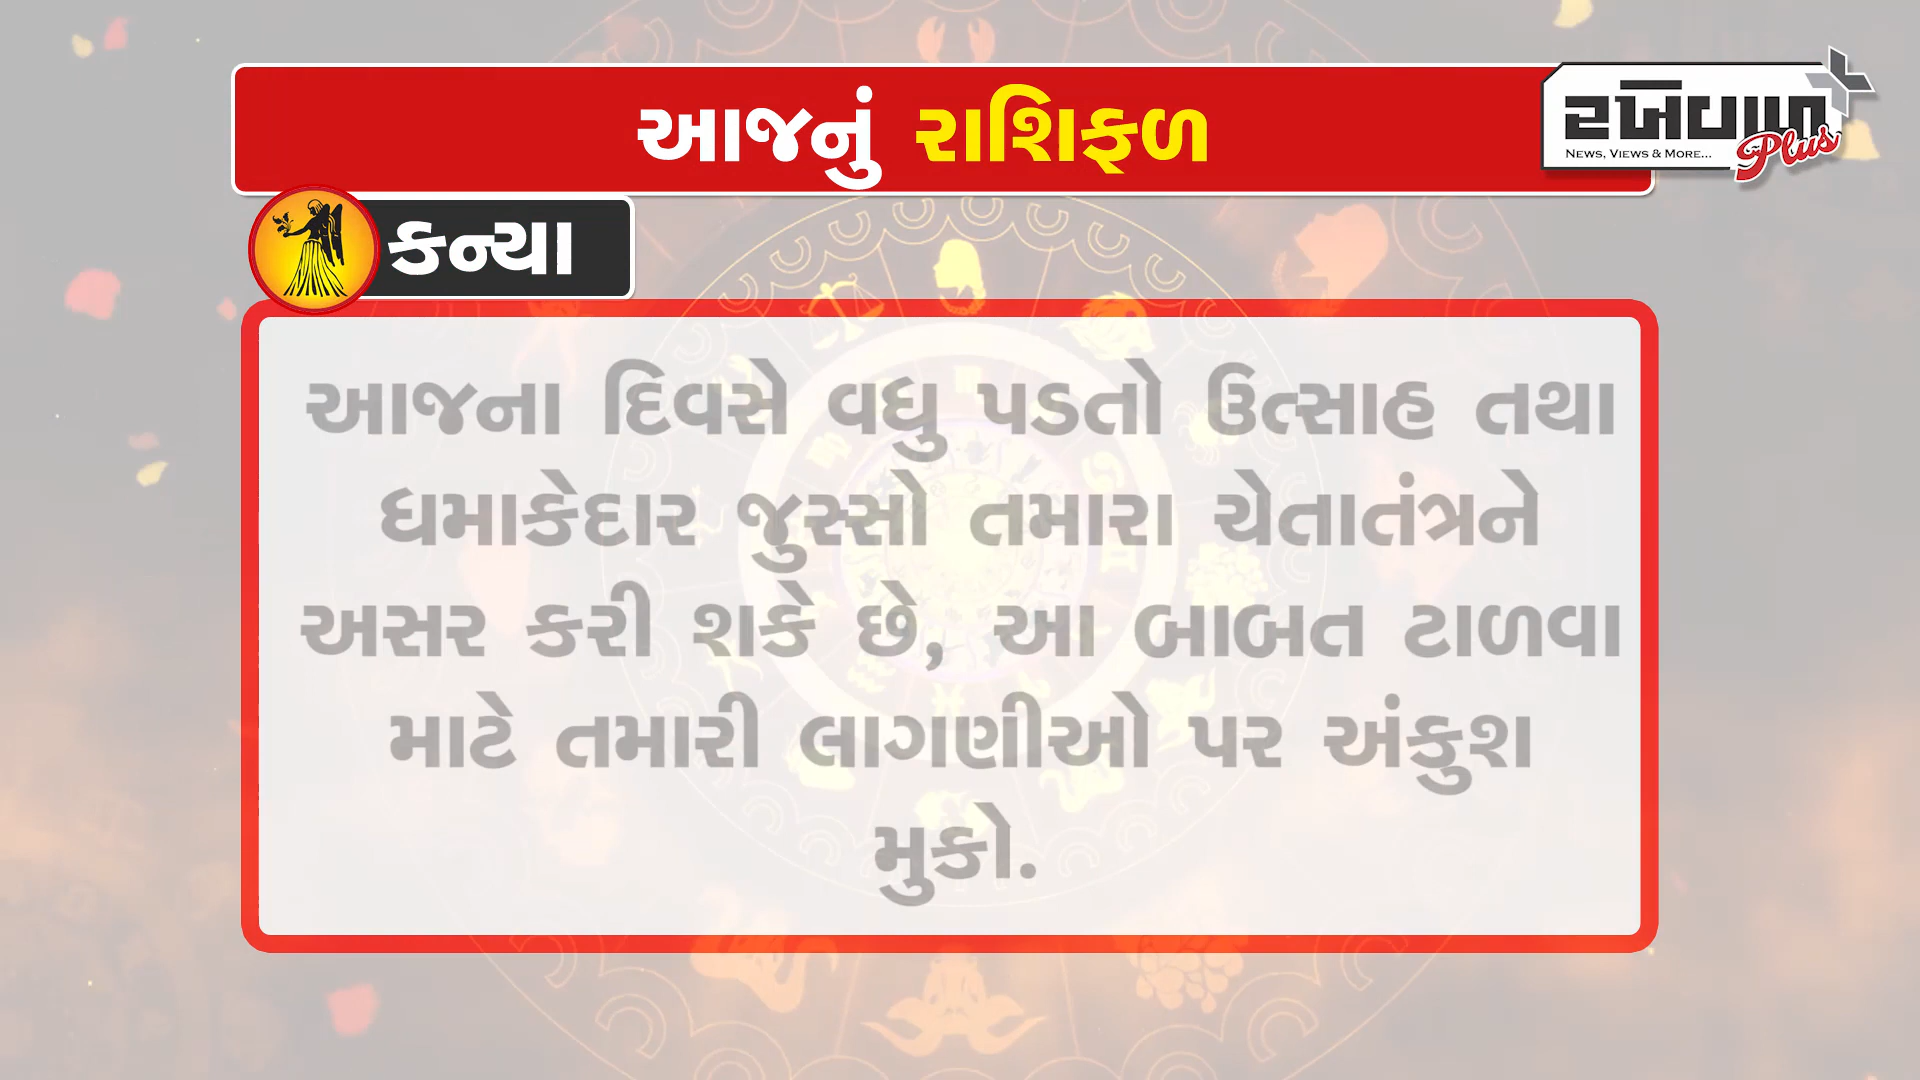 આજનું રાશિફળ
રખેવાળ
NEWS, VIEWS & MORE...
Plus
કન્યા
આજના દિવસે વધુ પડતો ઉત્સાહ તથા
ધમાકેદાર જુસ્સો તમારા ચેતાતંત્રને
અસર કરી શકે છે, આ બાબત ટાળવા
માટે તમારી લાગણીઓ પર અંકુશ
મુકો.